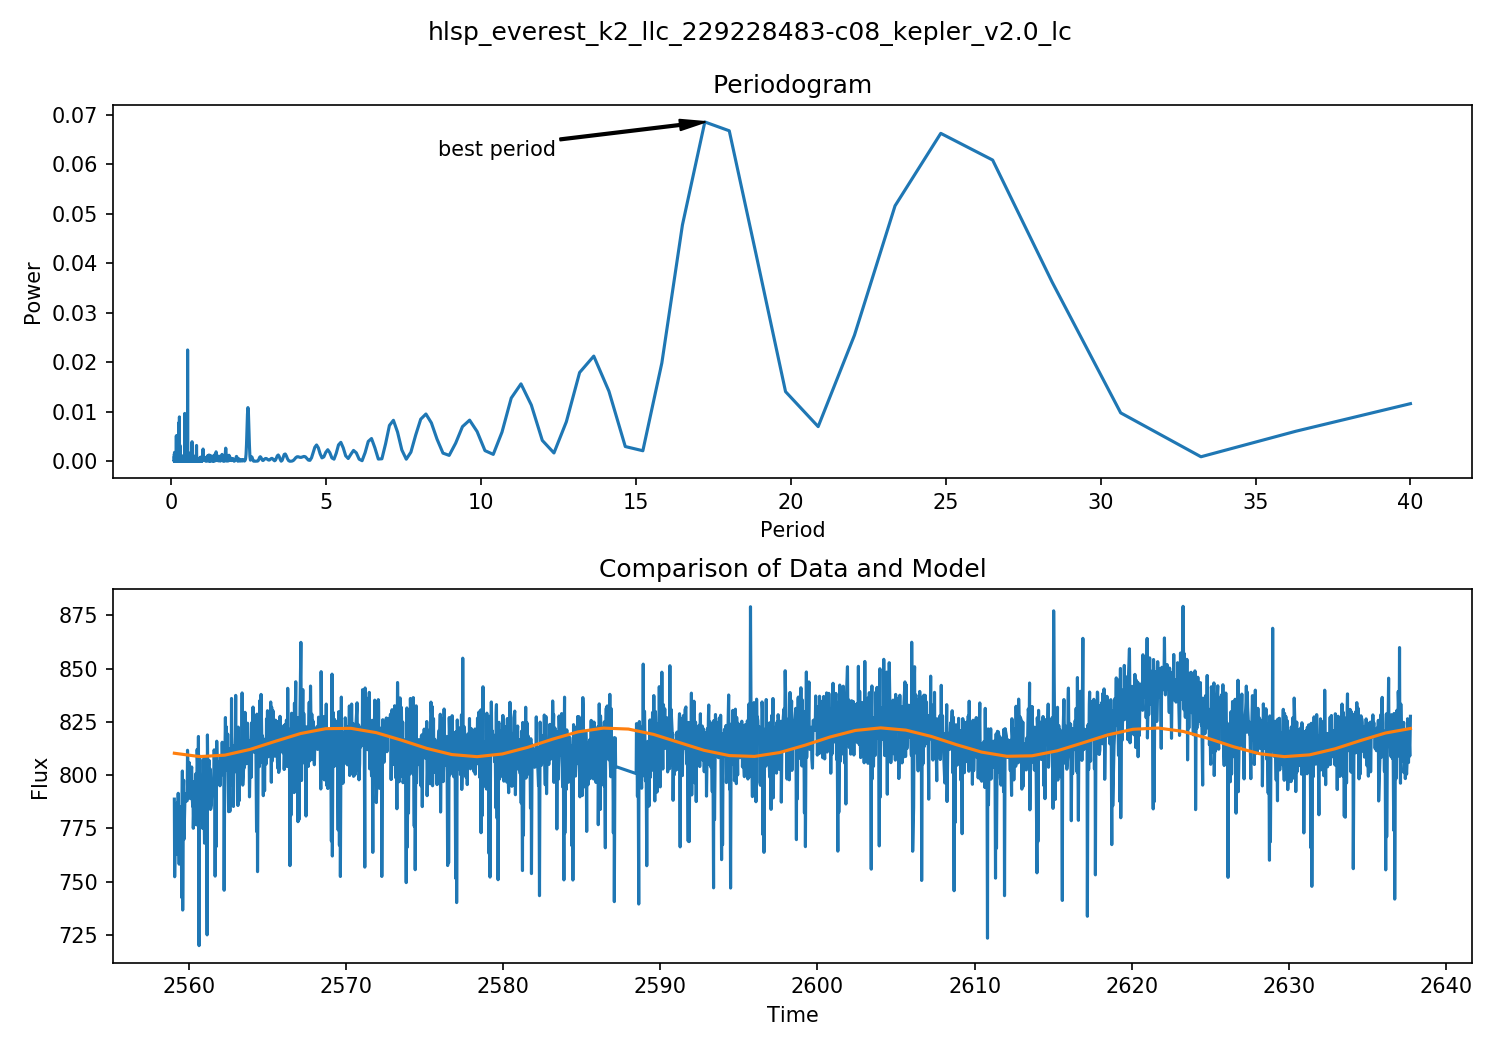 hlsp_everest_k2_llc_229228483-c08_kepler_v2.0_lc
Periodogram
0.07
0.06
0.05
0.04
0.03
0.02
0.01
0.00
Power
best period
0 5 10 15 20 25 30 35 40
Period
Comparison of Data and Model
875
850
825
800
775
750
725
Flux
2560 2570 2580 2590 2600 2610 2620 2630 2640
Time